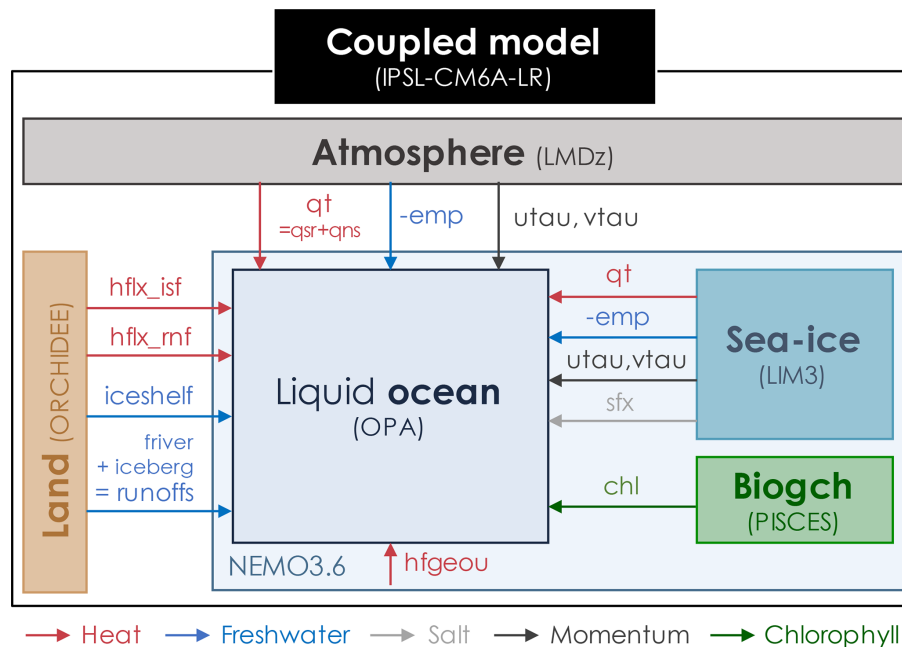 Coupled model
(IPSL-CM6A-LR)
Atmosphere (LMDz)
qt
=qsr+qns
-emp
utau, vtau
Land (ORCHIDEE)
hflx_isf
hflx_rnf
iceshelf
friver
+ iceberg
= runoffs
Liquid ocean
(OPA)
qt
-emp
utau,vtau
sfx
Sea-ice
(LIM3)
chl
Biogch
(PISCES)
NEMO3.6
hfgeou
Heat
Freshwater
Salt
Momentum
Chlorophyll